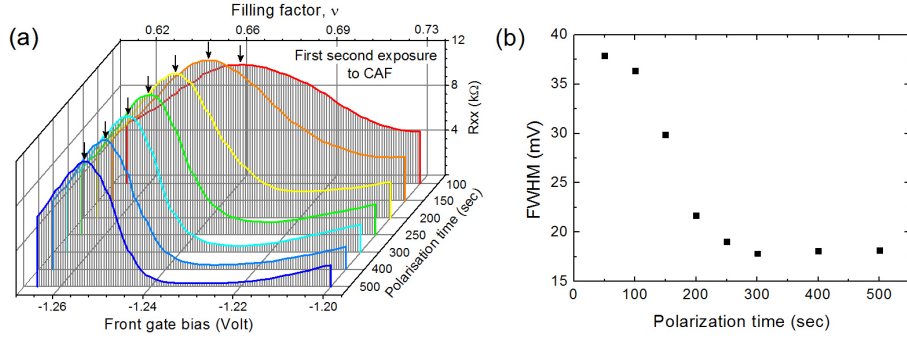 (a)
Filling factor, ν
0.62 0.66 0.69 0.73
First second exposure
to CAF
12
8
4
Rxx (kΩ)
100
150
200
250
300
400
500
Polarisation time (sec)
-1.26 -1.24 -1.22 -1.20
Front gate bias (Volt)
(b)
40
35
30
25
20
15
FWHM (mV)
0 100 200 300 400 500
Polarization time (sec)